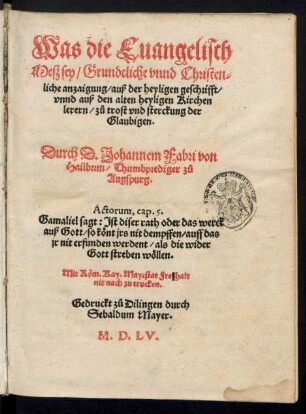 Was die Euangelisch
Meß sey/ Grundtliche vnnd Christen-
liche anzaigung/ auß der heyligen geschrifft/
vnnd auß den alten heyligen Kirchen
lerern/ zů trost vnd sterckung der
Glaubigen.
Durch D. Johannem Fabri von
Hailbrun/ Thumbprediger zů
Augspurg.
Actorum, cap. 5.
Gamaliel sagt: Ist diser rath oder das werck
auß Gott/ so könt jrs nit dempffen/ auff das
jr nit erfunden werdent/ als die wider
Gott streben wöllen.
Mit Röm. Kay. Mayestat Freyhait
nit nach zu trucken.
Gedruckt zů Dilingen durch
Sebaldum Mayer.
M. D. LV.